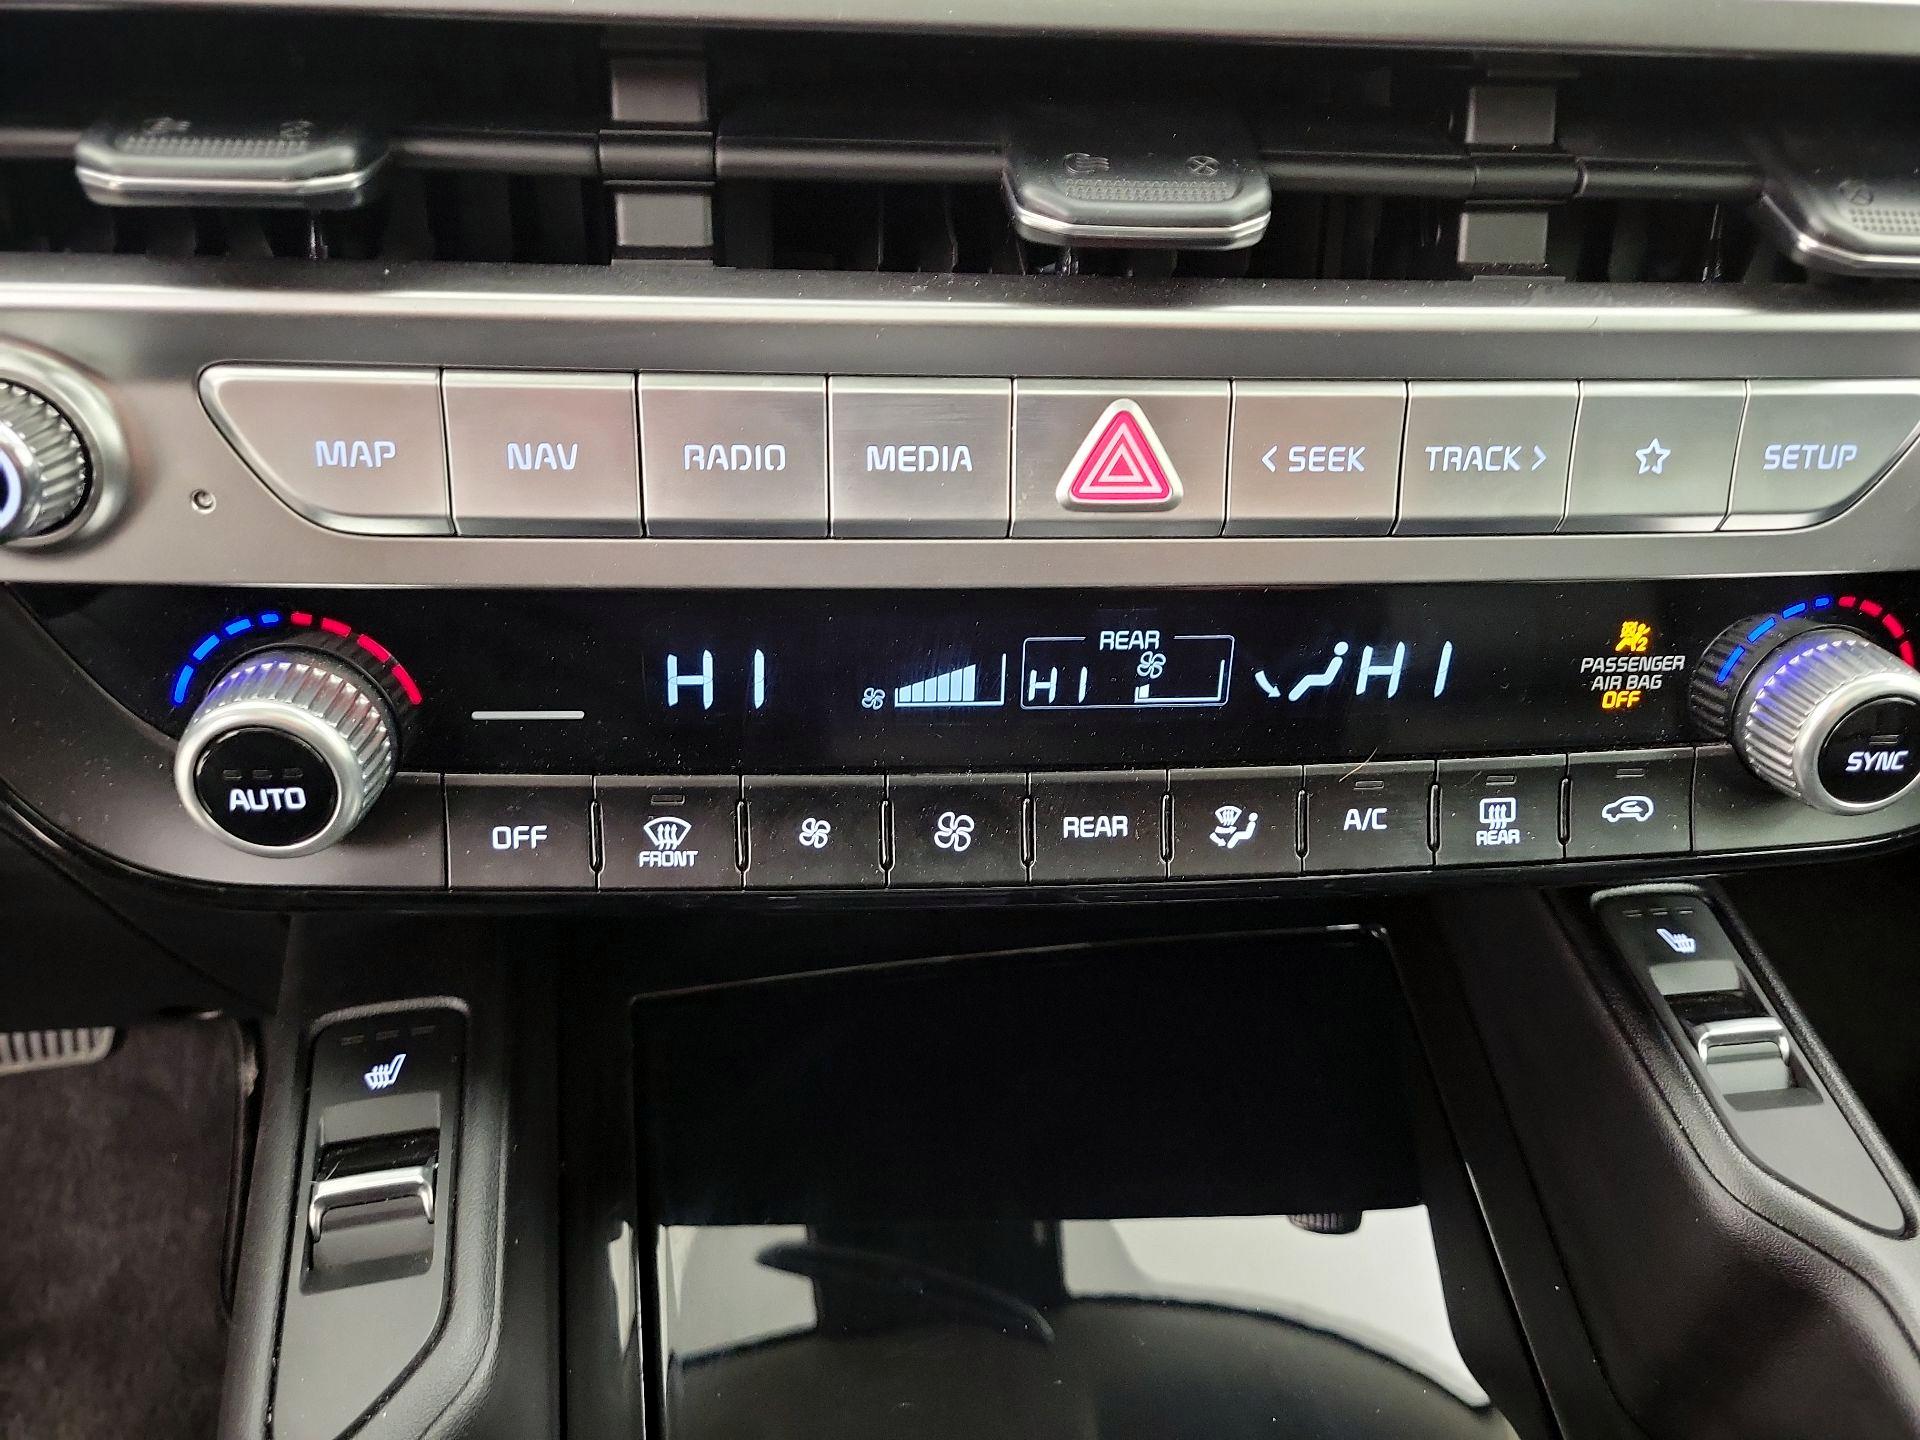 MAP
NAV
RADIO
MEDIA
< SEEK
TRACK >
SETUP
HI
REAR
HI
HI
PASSENGER
AIR BAG
OFF
AUTO
OFF
FRONT
REAR
A/C
REAR
SYNC